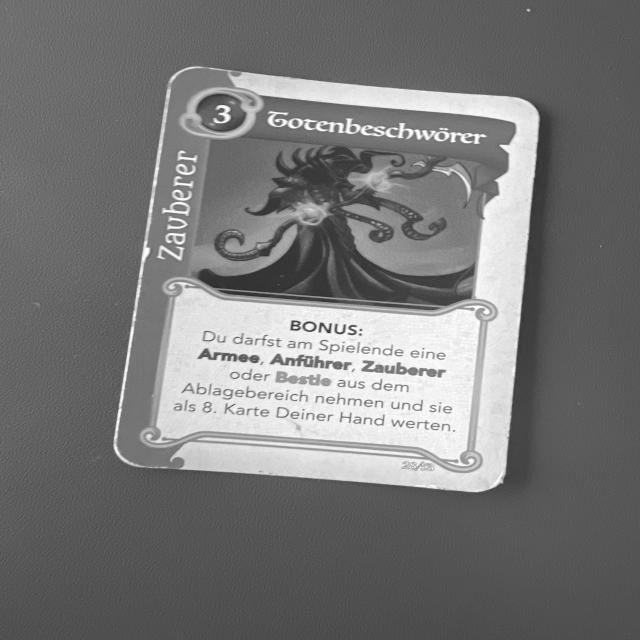 3
Totenbeschwörer
Zauberer
BONUS:
Du darfst am Spielende eine
Armee, Anführer, Zauberer
oder Bestie aus dem
Ablagebereich nehmen und sie
als 8. Karte Deiner Hand werten.